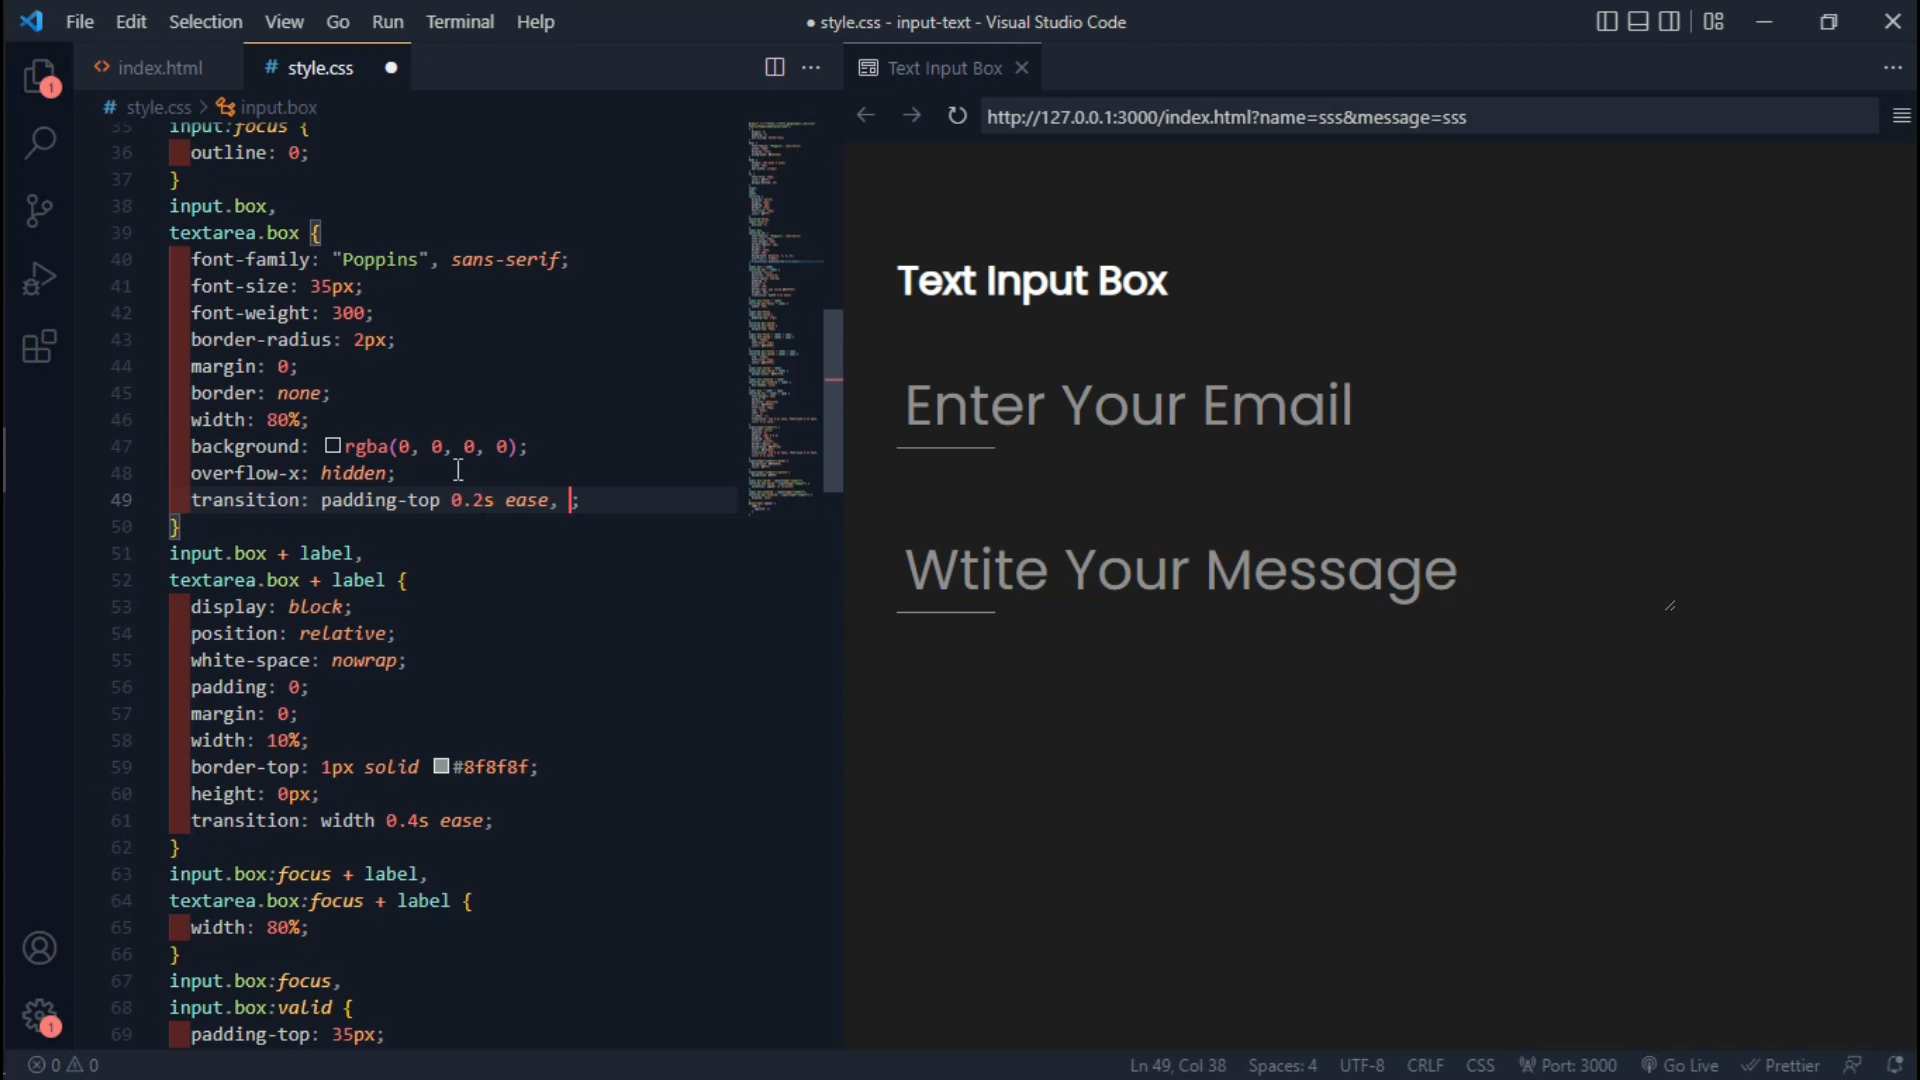 File Edit Selection View Go Run Terminal Help
● style.css - input-text - Visual Studio Code
index.html
# style.css
Text Input Box
# style.css > input.box
http://127.0.0.1:3000/index.html?name=sss&message=sss
35 input:focus {
36 outline: 0;
37 }
38 input.box,
39 textarea.box {
40 font-family: "Poppins", sans-serif;
41 font-size: 35px;
42 font-weight: 300;
43 border-radius: 2px;
44 margin: 0;
45 border: none;
46 width: 80%;
47 background: rgba(0, 0, 0, 0);
48 overflow-x: hidden;
49 transition: padding-top 0.2s ease, ;
50 }
51 input.box + label,
52 textarea.box + label {
53 display: block;
54 position: relative;
55 white-space: nowrap;
56 padding: 0;
57 margin: 0;
58 width: 10%;
59 border-top: 1px solid #8f8f8f;
60 height: 0px;
61 transition: width 0.4s ease;
62 }
63 input.box:focus + label,
64 textarea.box:focus + label {
65 width: 80%;
66 }
67 input.box:focus,
68 input.box:valid {
69 padding-top: 35px;
Text Input Box
Enter Your Email
Wtite Your Message
1
1
0 0
Ln 49, Col 38 Spaces: 4 UTF-8 CRLF CSS Port: 3000 Go Live Prettier